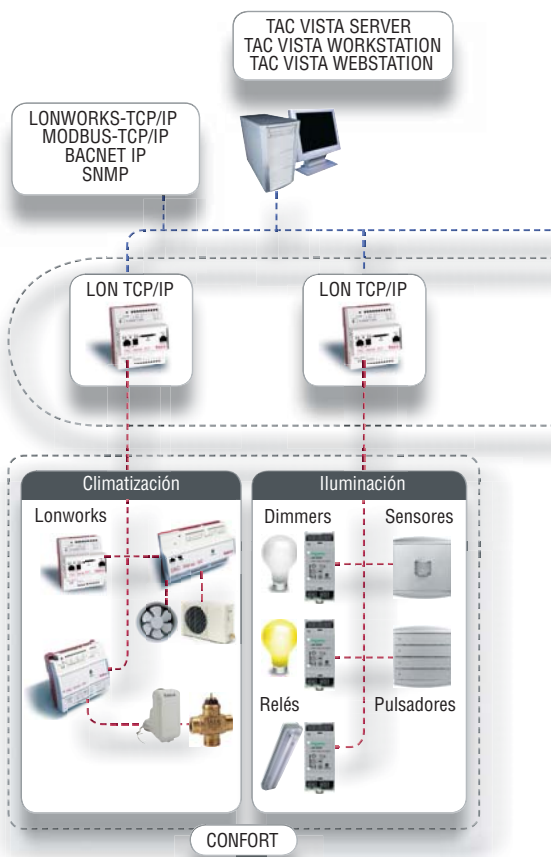 TAC VISTA SERVER
TAC VISTA WORKSTATION
TAC VISTA WEBSTATION
LONWORKS-TCP/IP
MODBUS-TCP/IP
BACNET IP
SNMP
LON TCP/IP
LON TCP/IP
Climatización
Lonworks
Iluminación
Dimmers
Sensores
Relés
Pulsadores
CONFORT